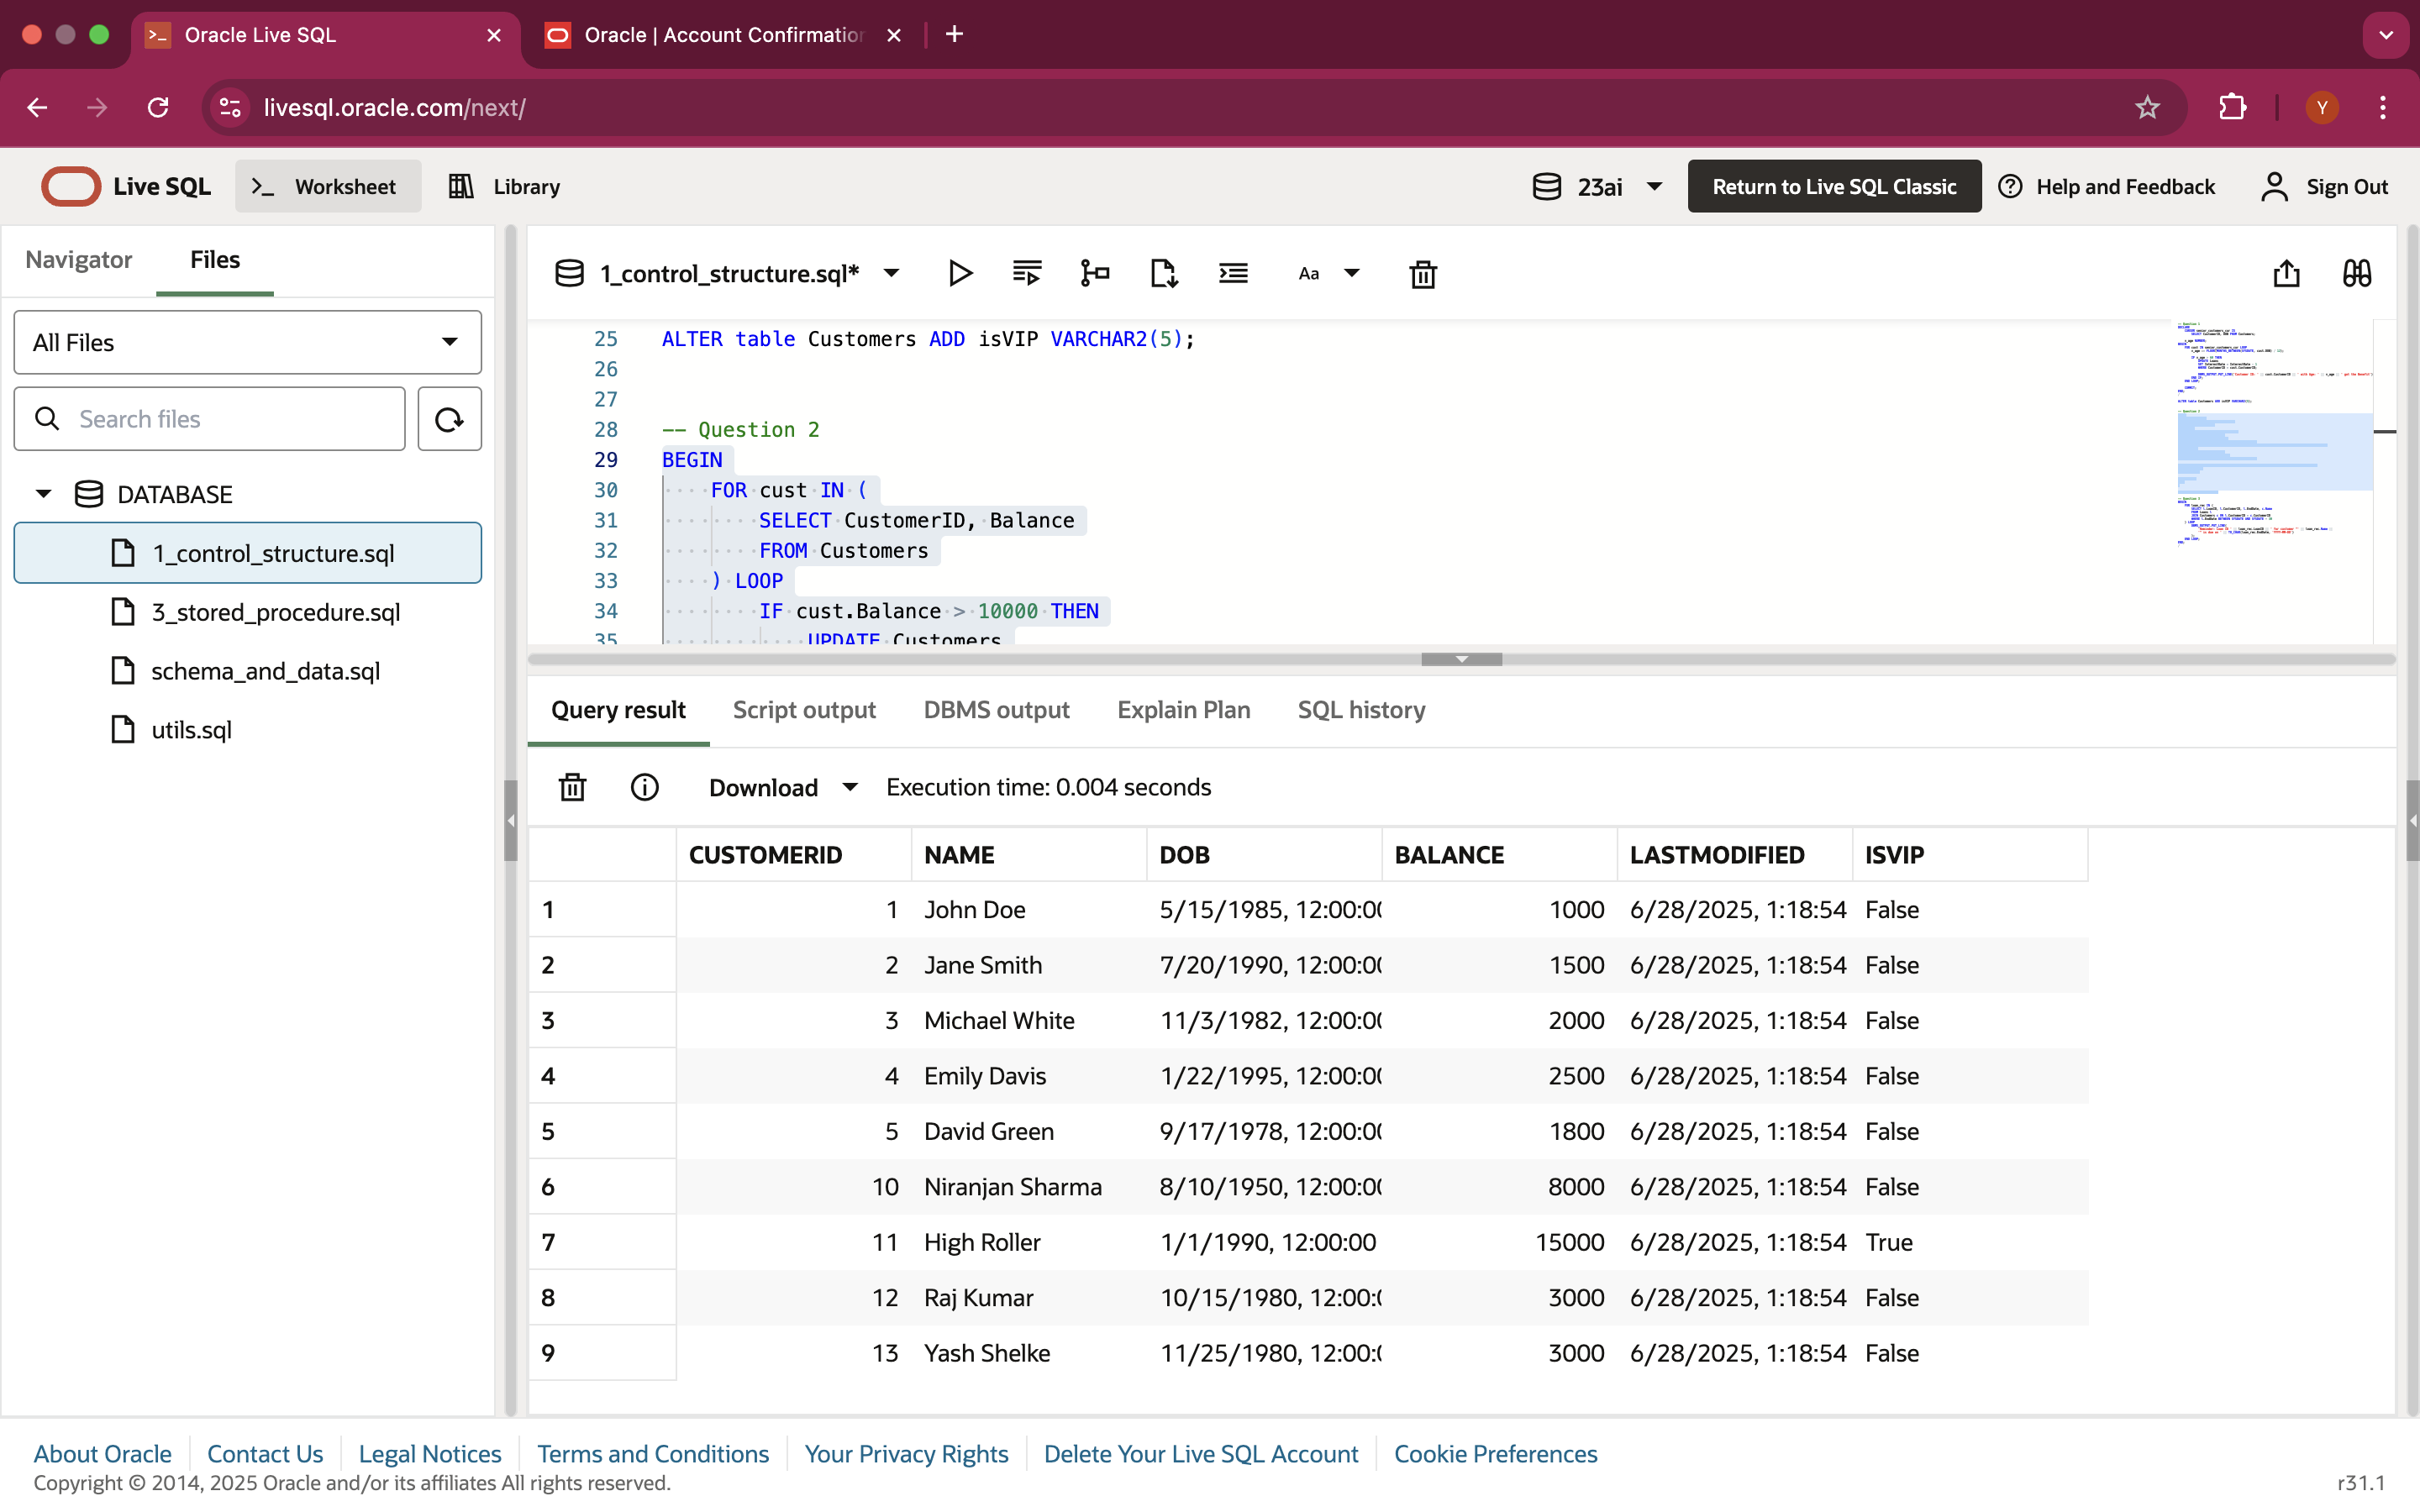 Oracle Live SQL
Oracle | Account Confirmation
livesql.oracle.com/next/
Y
Live SQL
Worksheet
Library
23ai
Return to Live SQL Classic
Help and Feedback
Sign Out
Navigator
Files
All Files
Search files
DATABASE
1_control_structure.sql
3_stored_procedure.sql
schema_and_data.sql
utils.sql
1_control_structure.sql*
Aa
25 ALTER table Customers ADD isVIP VARCHAR2(5);
26
27
28 -- Question 2
29 BEGIN
30 FOR cust IN (
31 SELECT CustomerID, Balance
32 FROM Customers
33 ) LOOP
34 IF cust.Balance > 10000 THEN
35 UPDATE Customers
Query result
Script output
DBMS output
Explain Plan
SQL history
Download
Execution time: 0.004 seconds
CUSTOMERID NAME DOB BALANCE LASTMODIFIED ISVIP
1 1 John Doe 5/15/1985, 12:00:00 1000 6/28/2025, 1:18:54 False
2 2 Jane Smith 7/20/1990, 12:00:00 1500 6/28/2025, 1:18:54 False
3 3 Michael White 11/3/1982, 12:00:00 2000 6/28/2025, 1:18:54 False
4 4 Emily Davis 1/22/1995, 12:00:00 2500 6/28/2025, 1:18:54 False
5 5 David Green 9/17/1978, 12:00:00 1800 6/28/2025, 1:18:54 False
6 10 Niranjan Sharma 8/10/1950, 12:00:00 8000 6/28/2025, 1:18:54 False
7 11 High Roller 1/1/1990, 12:00:00 15000 6/28/2025, 1:18:54 True
8 12 Raj Kumar 10/15/1980, 12:00:0 3000 6/28/2025, 1:18:54 False
9 13 Yash Shelke 11/25/1980, 12:00:0 3000 6/28/2025, 1:18:54 False
About Oracle
Contact Us
Legal Notices
Terms and Conditions
Your Privacy Rights
Delete Your Live SQL Account
Cookie Preferences
Copyright © 2014, 2025 Oracle and/or its affiliates All rights reserved.
r31.1